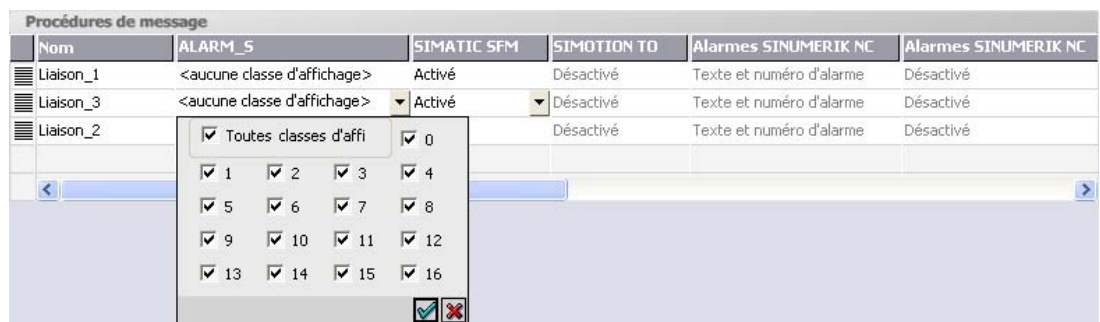 Procédures de message
Nom ALARM_S SIMATIC SFM SIMOTION TO Alarmes SINUMERIK NC Alarmes SINUMERIK NC
Liaison_1 <aucune classe d'affichage> Activé Désactivé Texte et numéro d'alarme Désactivé
Liaison_3 <aucune classe d'affichage> Activé Désactivé Texte et numéro d'alarme Désactivé
Liaison_2 Désactivé Texte et numéro d'alarme Désactivé
Toutes classes d'affi 0
1 2 3 4
5 6 7 8
9 10 11 12
13 14 15 16